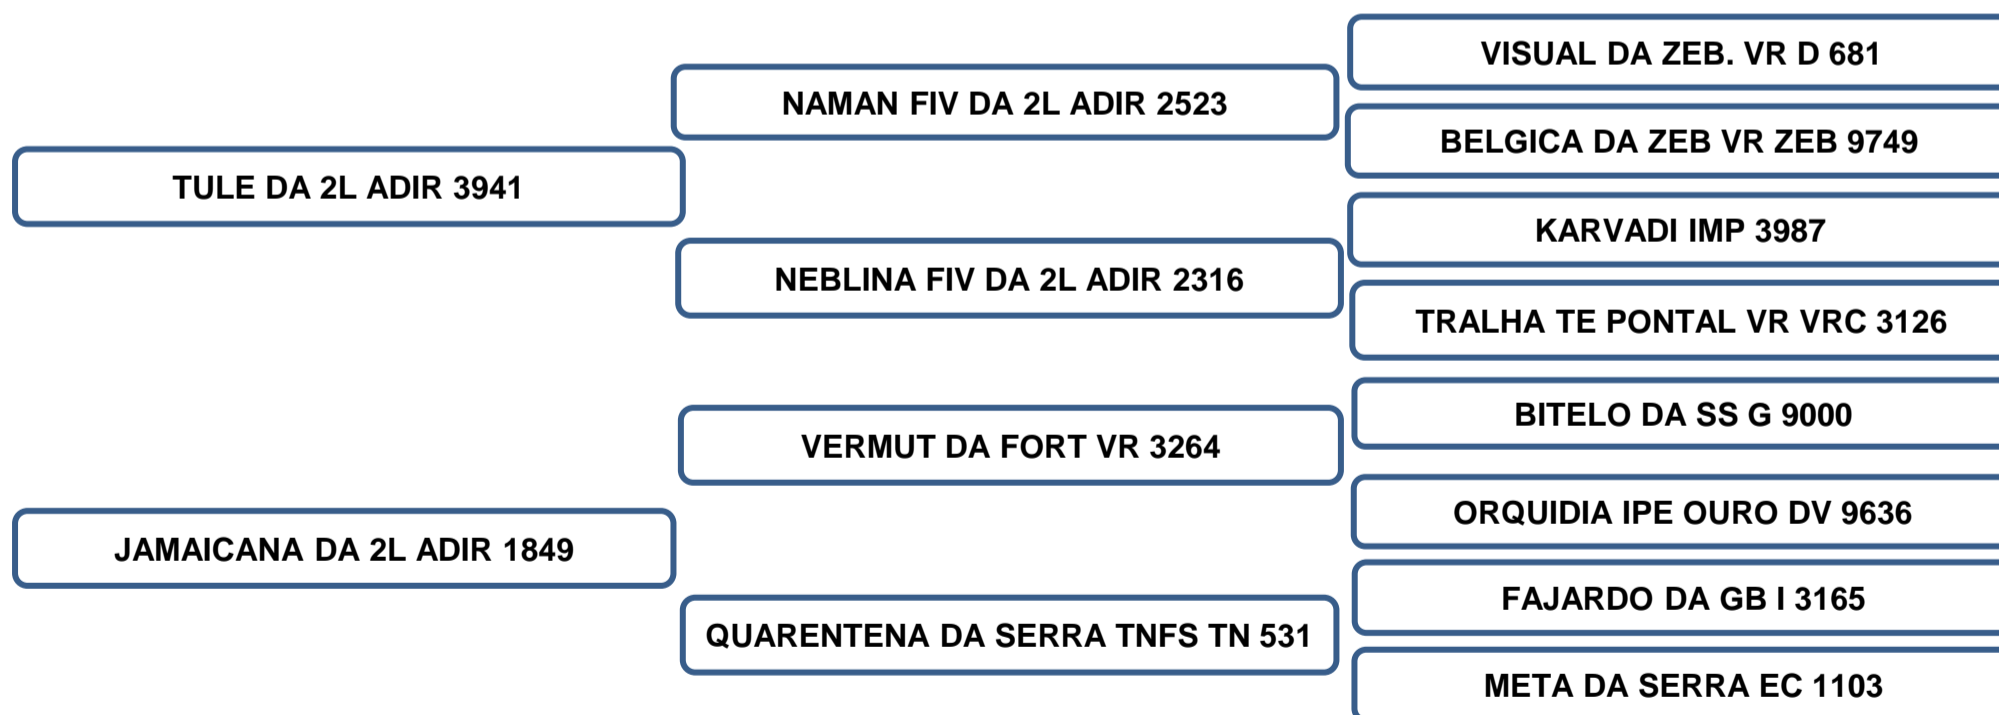 VISUAL DA ZEB. VR D 681
NAMAN FIV DA 2L ADIR 2523
BELGICA DA ZEB VR ZEB 9749
TULE DA 2L ADIR 3941
KARVADI IMP 3987
NEBLINA FIV DA 2L ADIR 2316
TRALHA TE PONTAL VR VRC 3126
BITELO DA SS G 9000
VERMUT DA FORT VR 3264
ORQUIDIA IPE OURO DV 9636
JAMAICANA DA 2L ADIR 1849
FAJARDO DA GB I 3165
QUARENTENA DA SERRA TNFS TN 531
META DA SERRA EC 1103